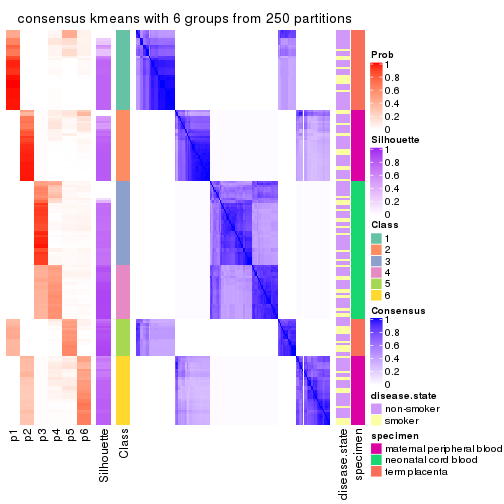 consensus kmeans with 6 groups from 250 partitions
Prob
1
0.8
0.6
0.4
0.2
0
Silhouette
1
0.8
0.6
0.4
0.2
0
Class
1
2
3
4
5
6
Consensus
1
0.8
0.6
0.4
0.2
0
disease.state
non-smoker
smoker
specimen
maternal peripheral blood
neonatal cord blood
term placenta
p1
p2
p3
p4
p5
p6
Silhouette
Class
disease.state
specimen